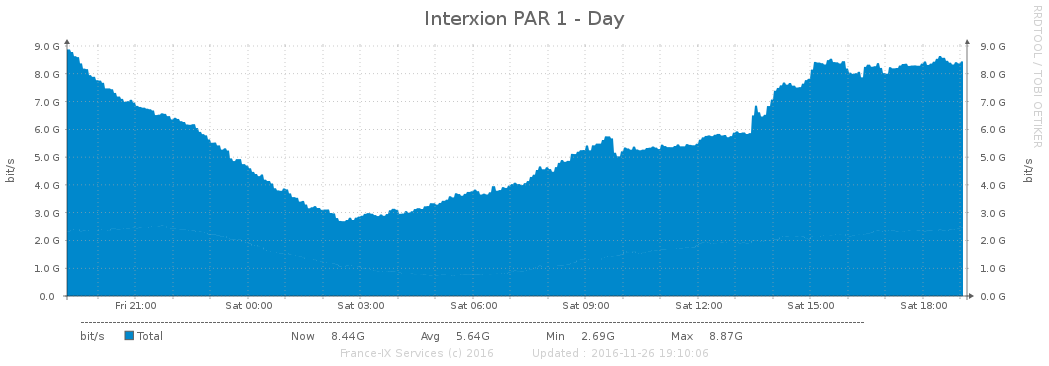 Interxion PAR 1 - Day
RRDTOOL / TOBI OETIKER
bit/s
9.0 G
8.0 G
7.0 G
6.0 G
5.0 G
4.0 G
3.0 G
2.0 G
1.0 G
0.0
9.0 G
8.0 G
7.0 G
6.0 G
5.0 G
4.0 G
3.0 G
2.0 G
1.0 G
0.0 G
bit/s
Fri 21:00 Sat 00:00 Sat 03:00 Sat 06:00 Sat 09:00 Sat 12:00 Sat 15:00 Sat 18:00
bit/s Total Now 8.44G Avg 5.64G Min 2.69G Max 8.87G
France-IX Services (c) 2016 Updated : 2016-11-26 19:10:06